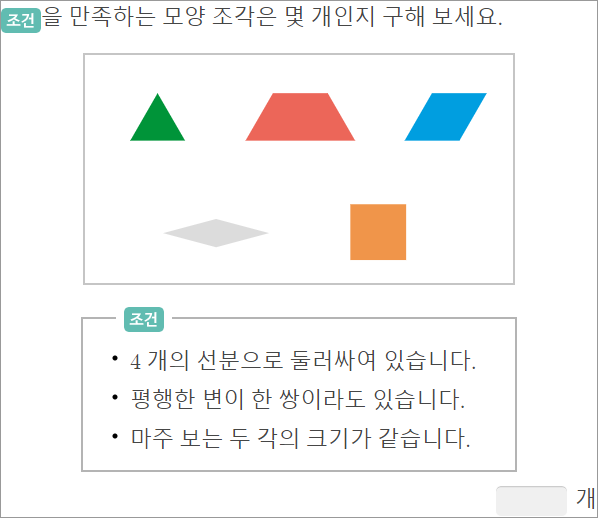 조건을 만족하는 모양 조각은 몇 개인지 구해 보세요.
조건
• 4 개의 선분으로 둘러싸여 있습니다.
• 평행한 변이 한 쌍이라도 있습니다.
• 마주 보는 두 각의 크기가 같습니다.
개